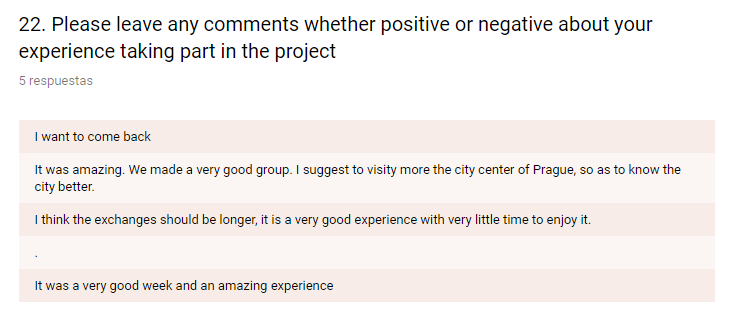 22. Please leave any comments whether positive or negative about your
experience taking part in the project
5 respuestas
I want to come back
It was amazing. We made a very good group. I suggest to visity more the city center of Prague, so as to know the
city better.
I think the exchanges should be longer, it is a very good experience with very little time to enjoy it.
.
It was a very good week and an amazing experience